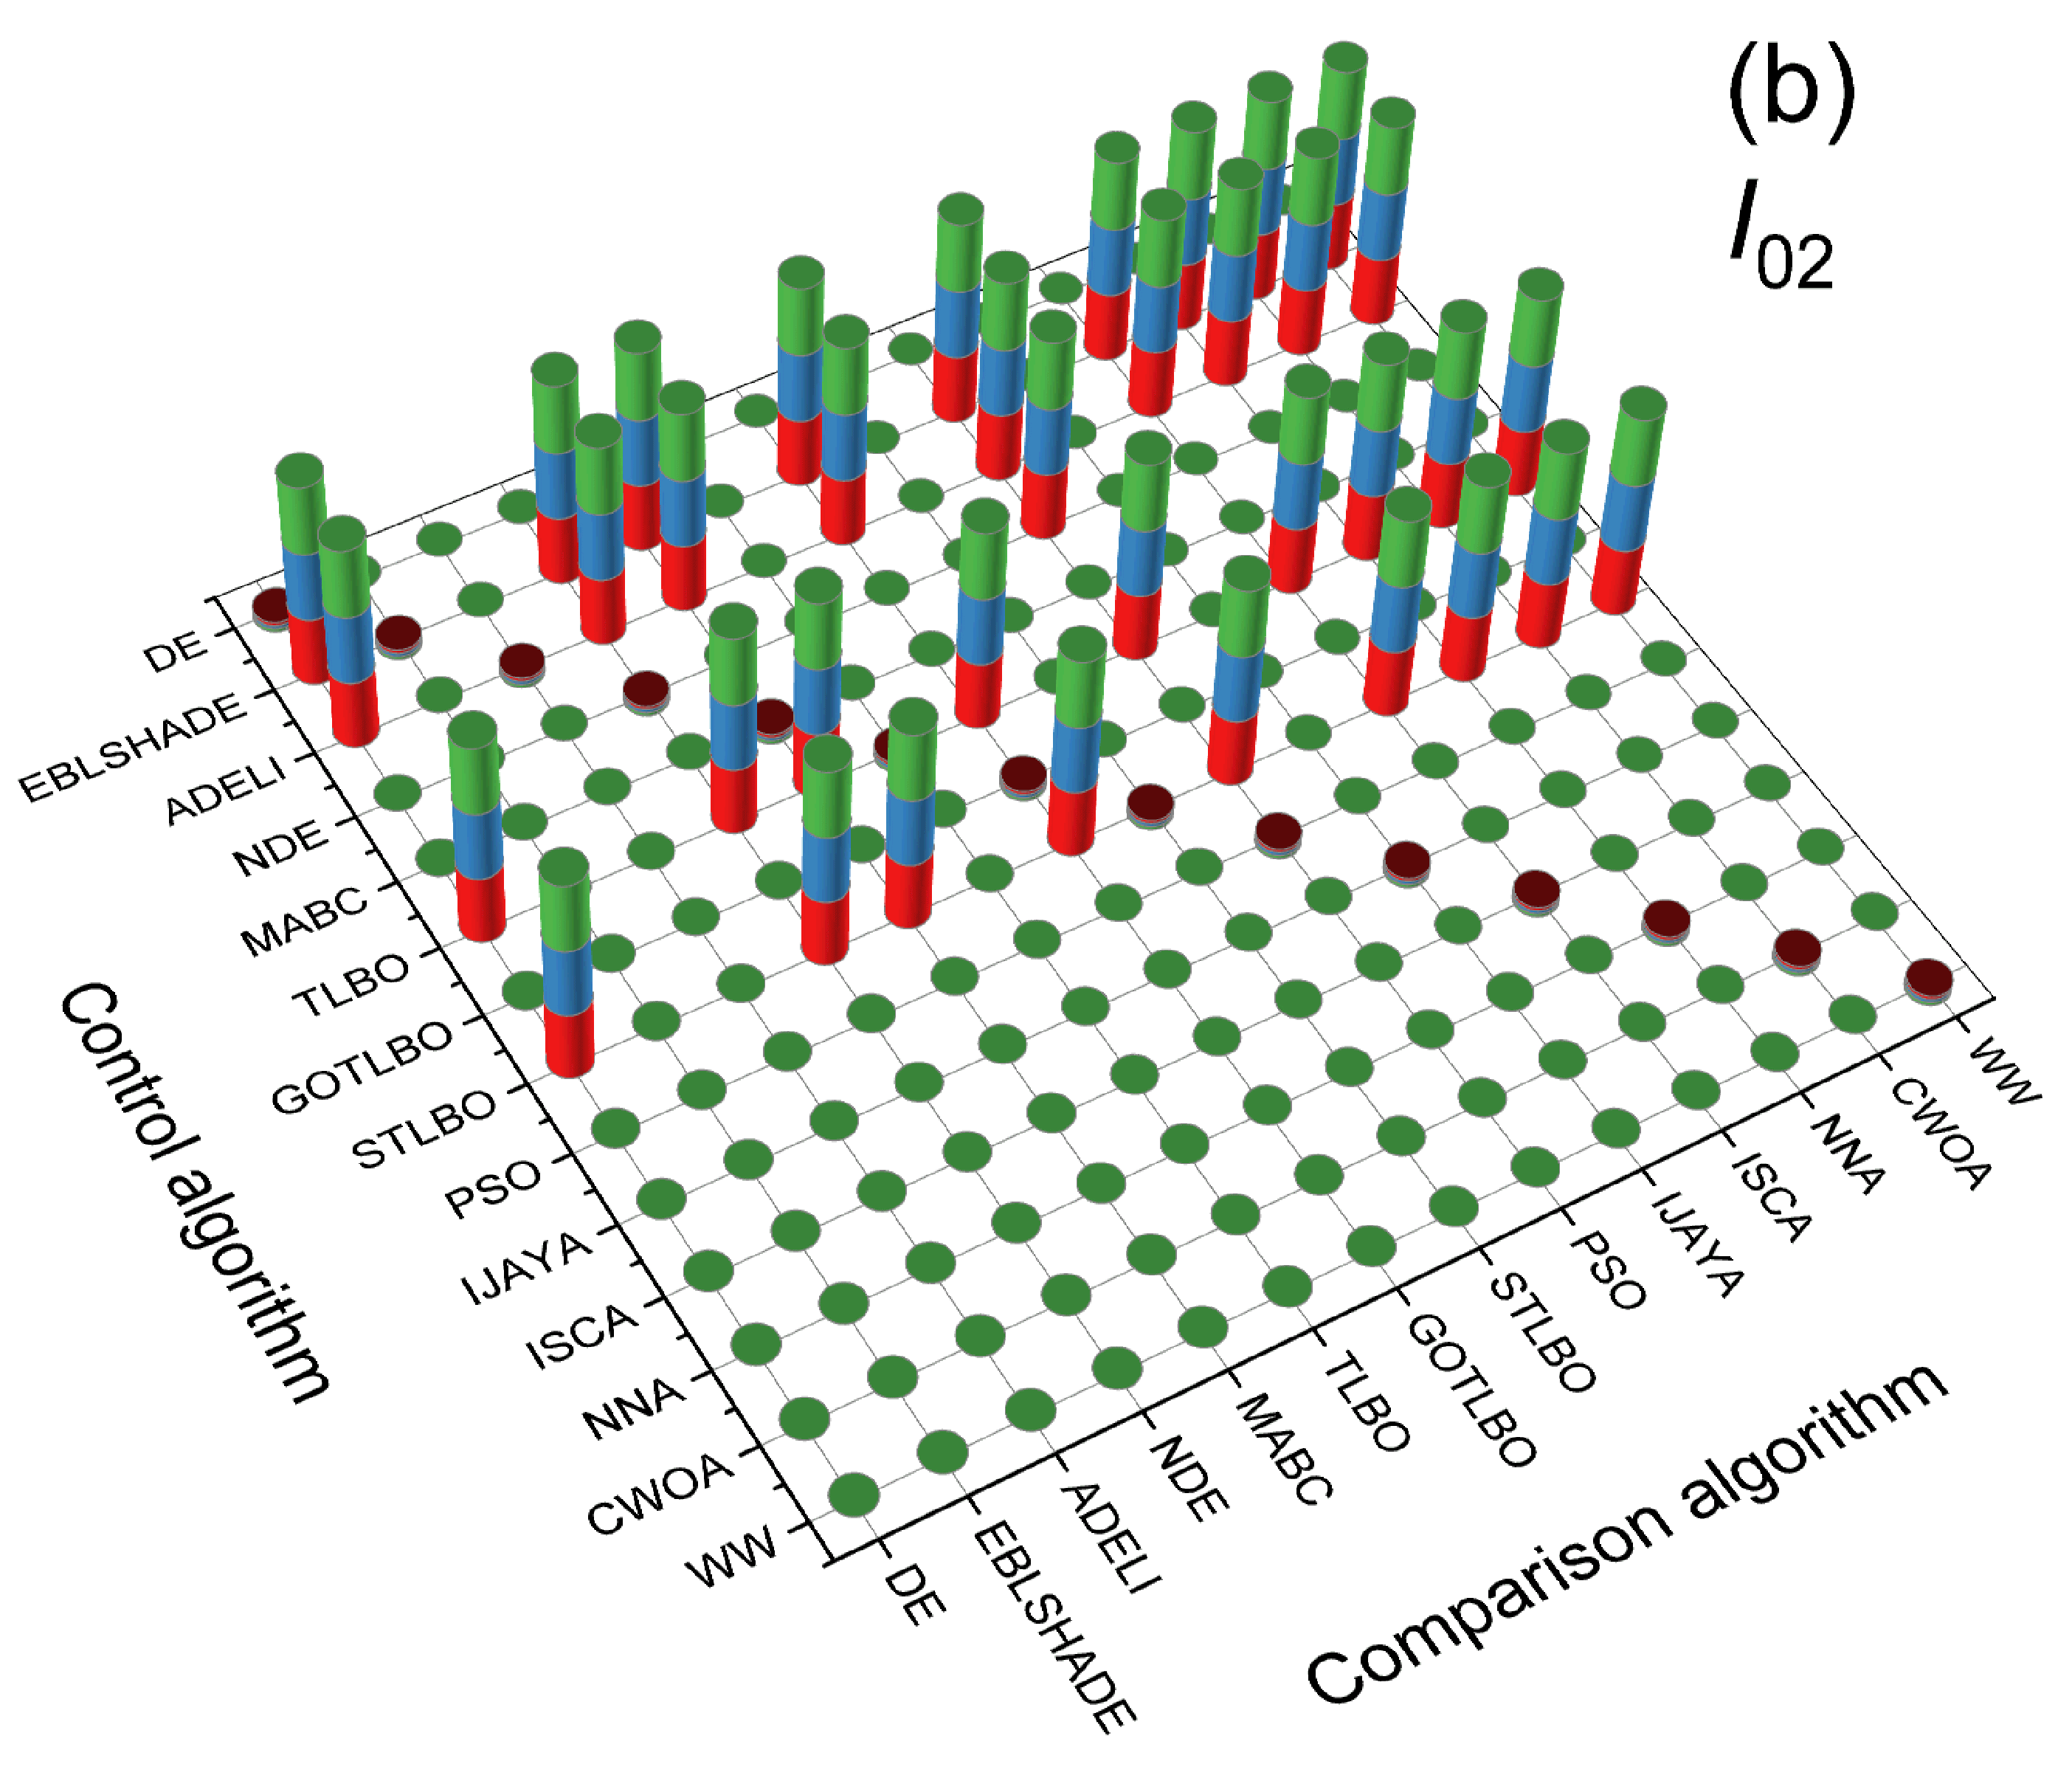 (b)
I02
DE
EBLSHADE
ADELI
NDE
MABC
TLBO
GOTLBO
STLBO
PSO
IJAYA
ISCA
NNA
CWOA
WW
Control algorithm
DE
EBLSHADE
ADELI
NDE
MABC
TLBO
GOTLBO
STLBO
PSO
IJAYA
ISCA
NNA
CWOA
WW
Comparison algorithm